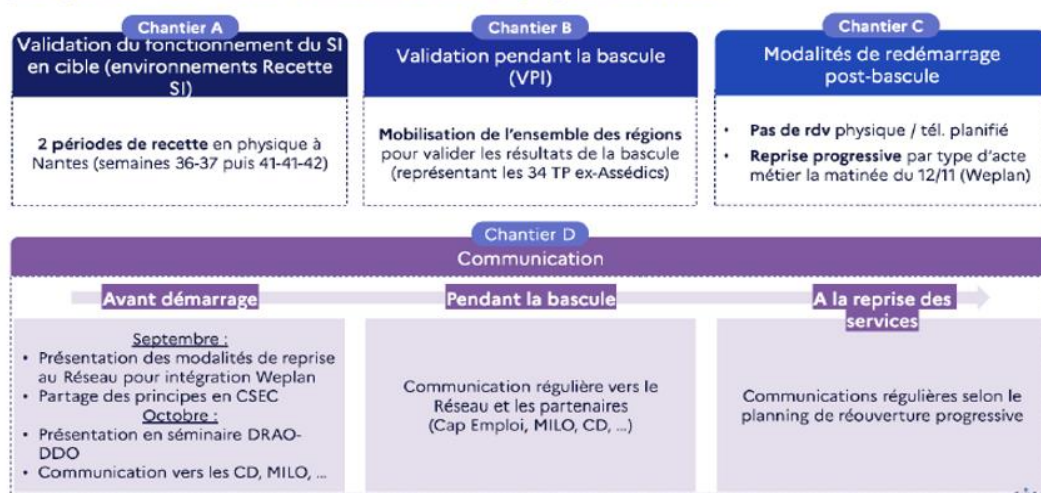 Chantier A
Validation du fonctionnement du SI
en cible (environnements Recette
SI)
2 périodes de recette en physique à
Nantes (semaines 36-37 puis 41-41-42)
Chantier B
Validation pendant la bascule
(VPI)
Mobilisation de l'ensemble des régions
pour valider les résultats de la bascule
(représentant les 34 TP ex-Assédics)
Chantier C
Modalités de redémarrage
post-bascule
• Pas de rdv physique / tél. planifié
• Reprise progressive par type d'acte
métier la matinée du 12/11 (Weplan)
Chantier D
Communication
Avant démarrage
Septembre :
• Présentation des modalités de reprise
au Réseau pour intégration Weplan
• Partage des principes en CSEC
Octobre :
• Présentation en séminaire DRAO-
DDO
• Communication vers les CD, MILO, ...
Pendant la bascule
Communication régulière vers le
Réseau et les partenaires
(Cap Emploi, MILO, CD, ...)
A la reprise des
services
Communications régulières selon le
planning de réouverture progressive